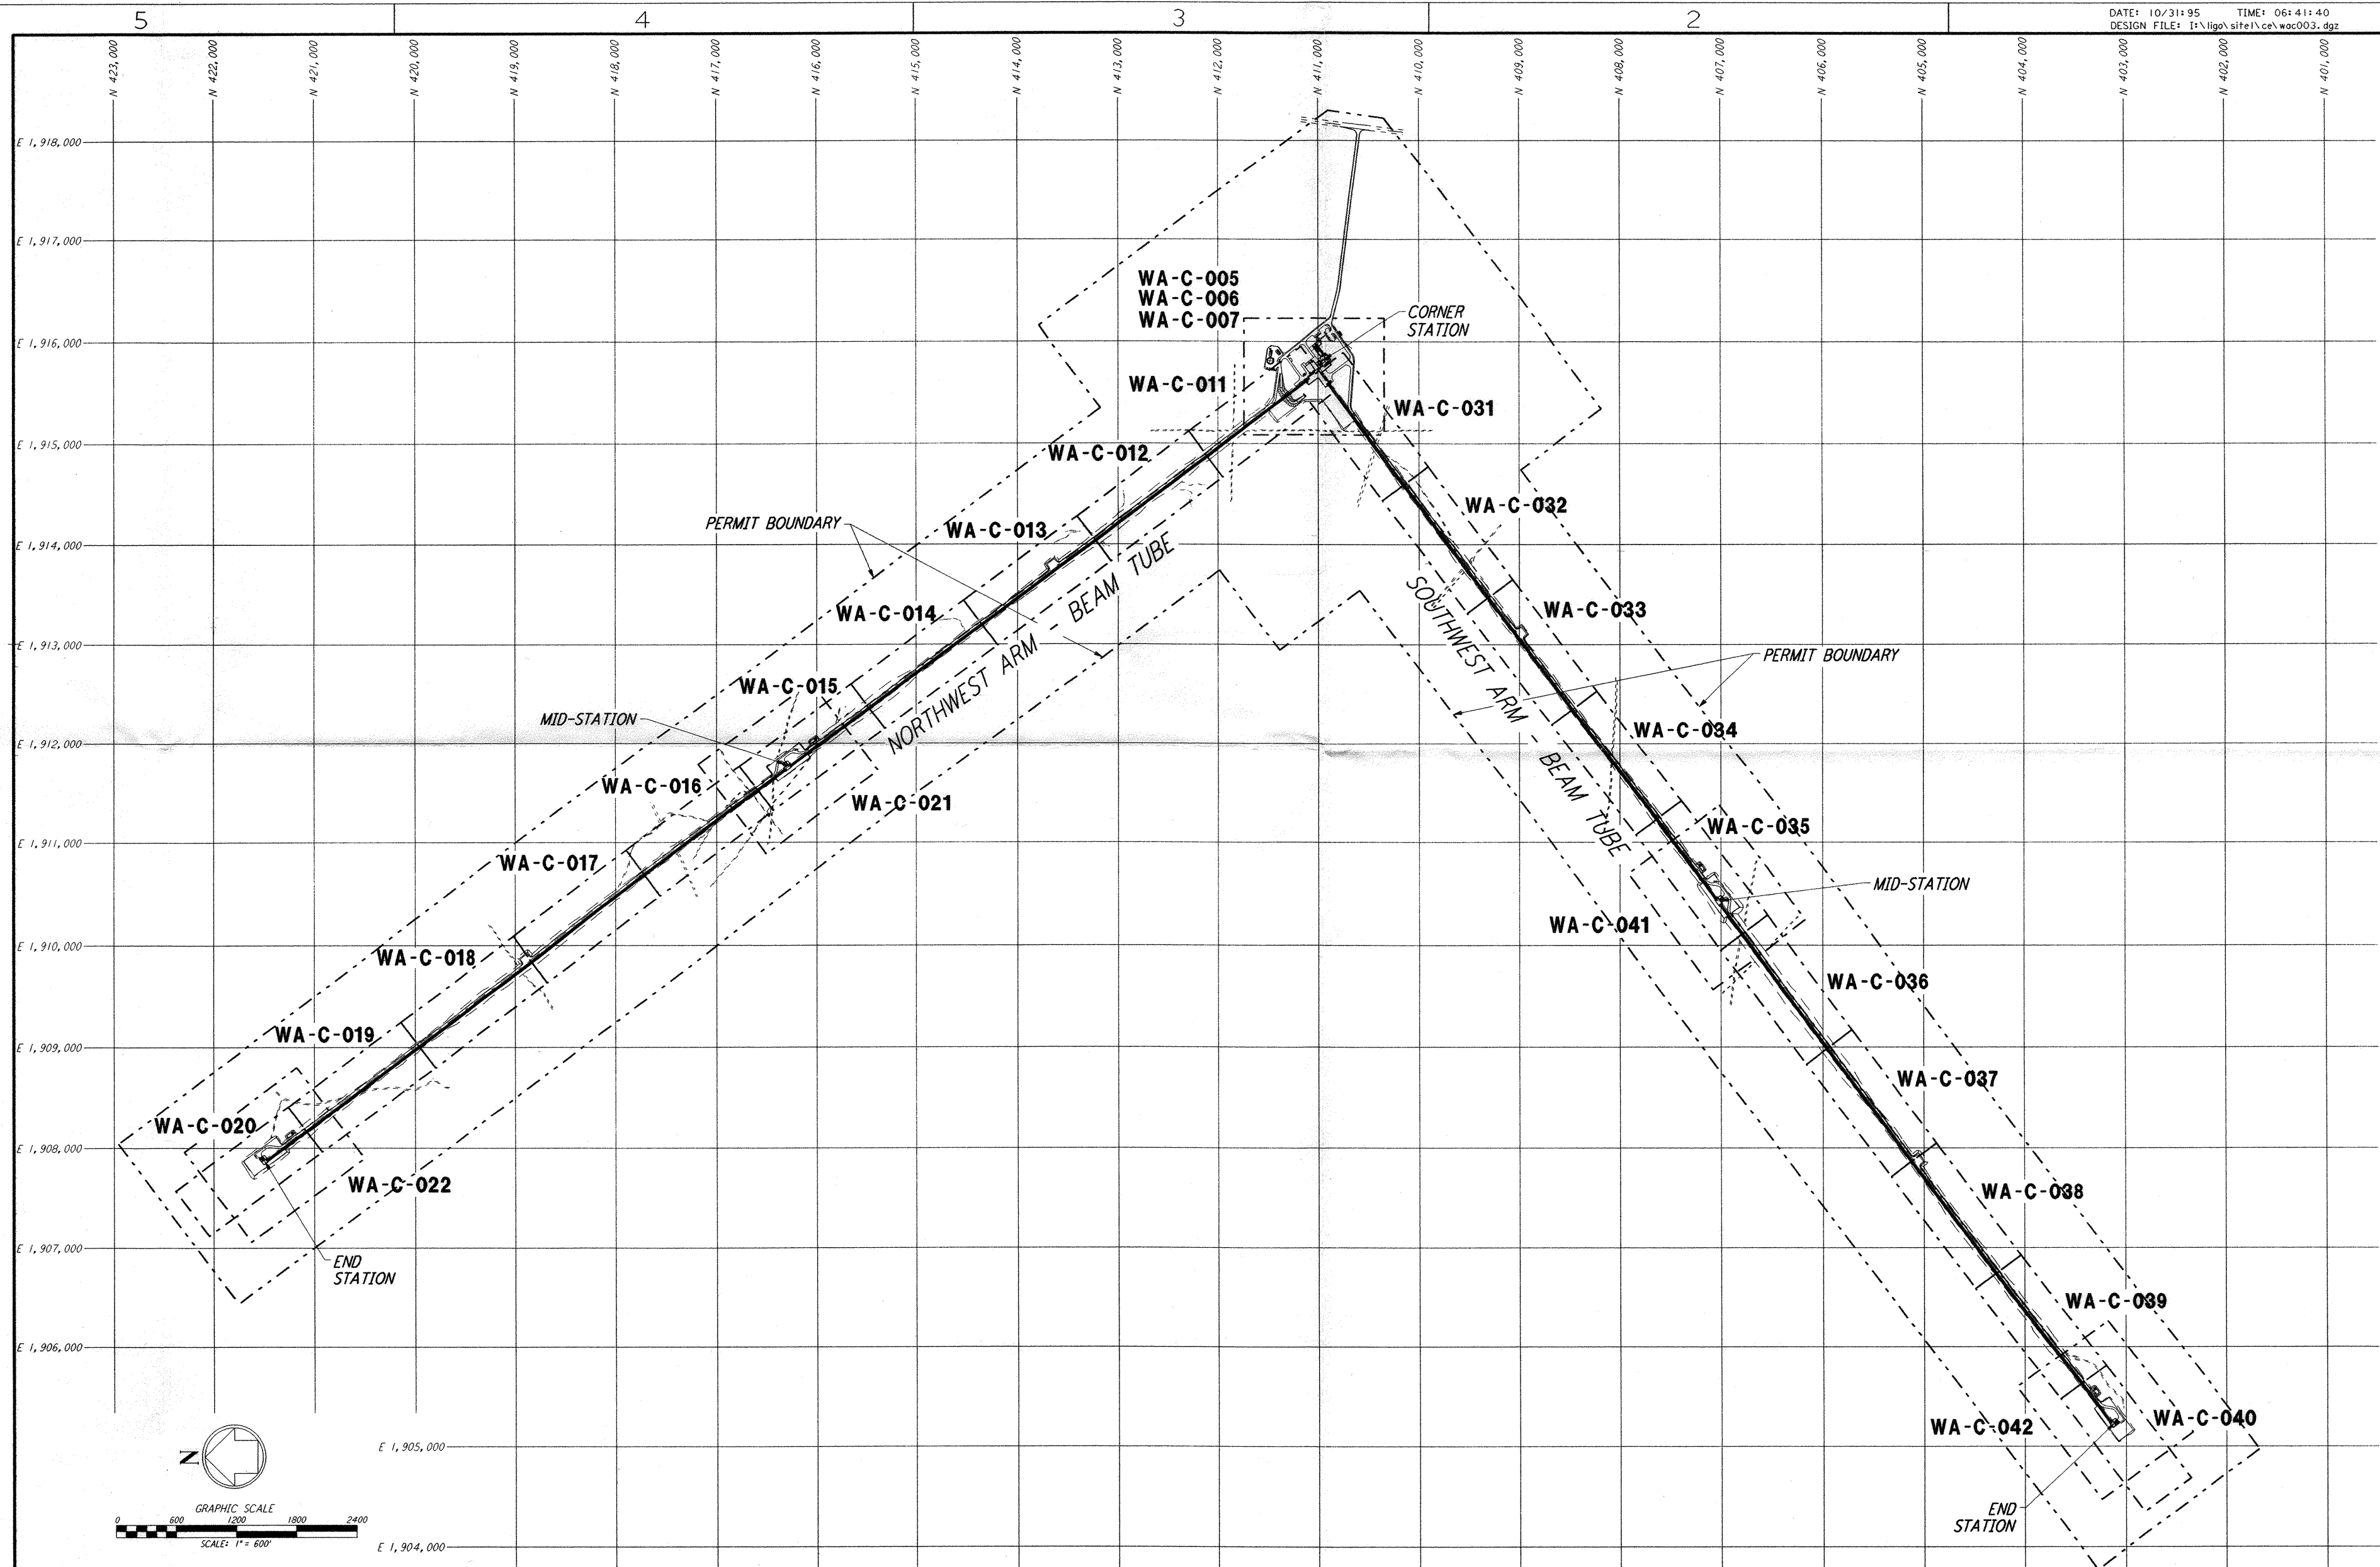 5 4 3 2
DATE: 10/31:95 TIME: 06:41:40
DESIGN FILE: I:\ligo\site1\ce\wac003.dgz
N 423,000
N 422,000
N 421,000
N 420,000
N 419,000
N 418,000
N 417,000
N 416,000
N 415,000
N 414,000
N 413,000
N 412,000
N 411,000
N 410,000
N 409,000
N 408,000
N 407,000
N 406,000
N 405,000
N 404,000
N 403,000
N 402,000
N 401,000
E 1,918,000
E 1,917,000
E 1,916,000
E 1,915,000
E 1,914,000
E 1,913,000
E 1,912,000
E 1,911,000
E 1,910,000
E 1,909,000
E 1,908,000
E 1,907,000
E 1,906,000
E 1,905,000
E 1,904,000
WA-C-005
WA-C-006
WA-C-007
CORNER
STATION
WA-C-011
WA-C-031
WA-C-012
WA-C-032
PERMIT BOUNDARY
WA-C-013
WA-C-014
WA-C-033
NORTHWEST ARM - BEAM TUBE
SOUTHWEST ARM - BEAM TUBE
PERMIT BOUNDARY
WA-C-015
MID-STATION
WA-C-034
WA-C-016
WA-C-021
WA-C-035
WA-C-017
MID-STATION
WA-C-041
WA-C-018
WA-C-036
WA-C-019
WA-C-037
WA-C-020
WA-C-022
WA-C-038
END
STATION
WA-C-039
WA-C-042
WA-C-040
END
STATION
N
GRAPHIC SCALE
0 600 1200 1800 2400
SCALE: 1" = 600'